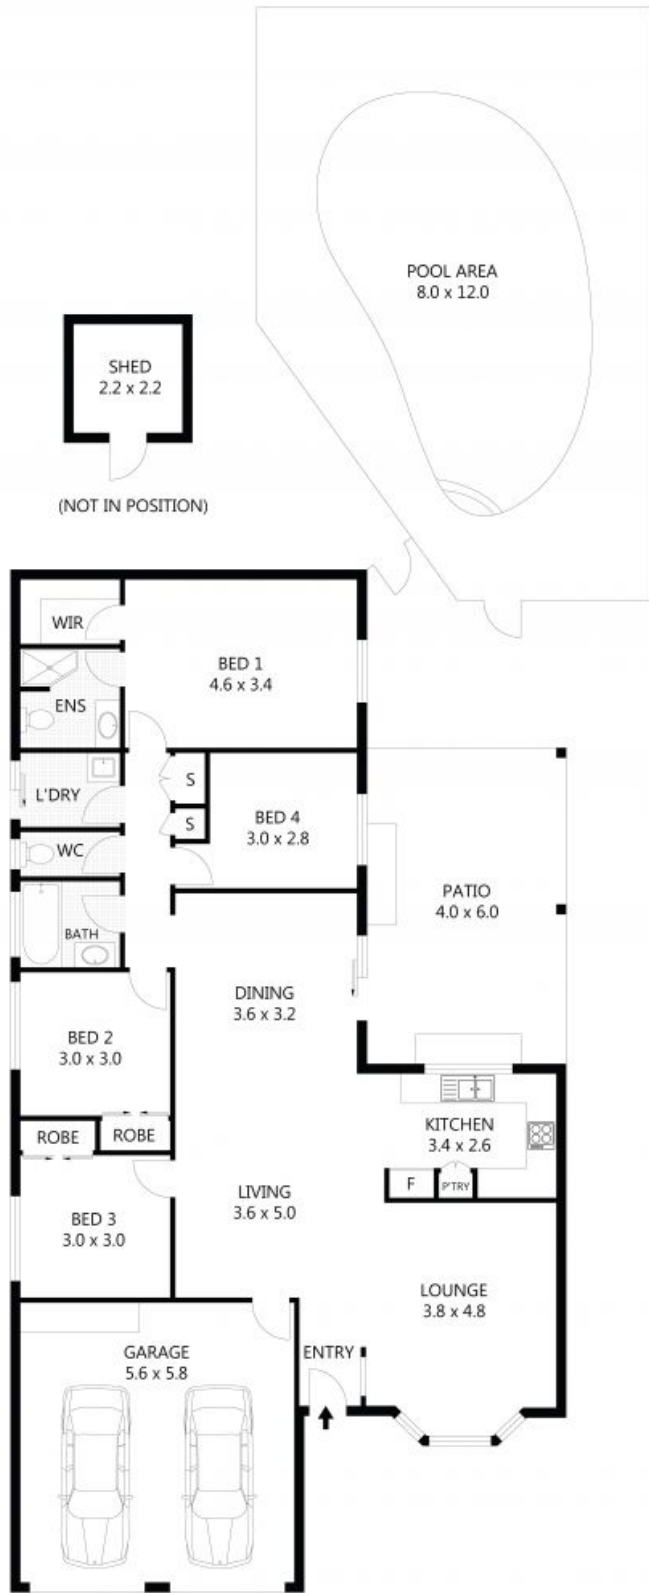 POOL AREA
8.0 x 12.0
SHED
2.2 x 2.2
(NOT IN POSITION)
WIR
BED 1
4.6 x 3.4
ENS
L'DRY
S
S
BED 4
3.0 x 2.8
WC
BATH
PATIO
4.0 x 6.0
DINING
3.6 x 3.2
BED 2
3.0 x 3.0
ROBE
ROBE
KITCHEN
3.4 x 2.6
F
P'TRY
LIVING
3.6 x 5.0
BED 3
3.0 x 3.0
LOUNGE
3.8 x 4.8
GARAGE
5.6 x 5.8
ENTRY